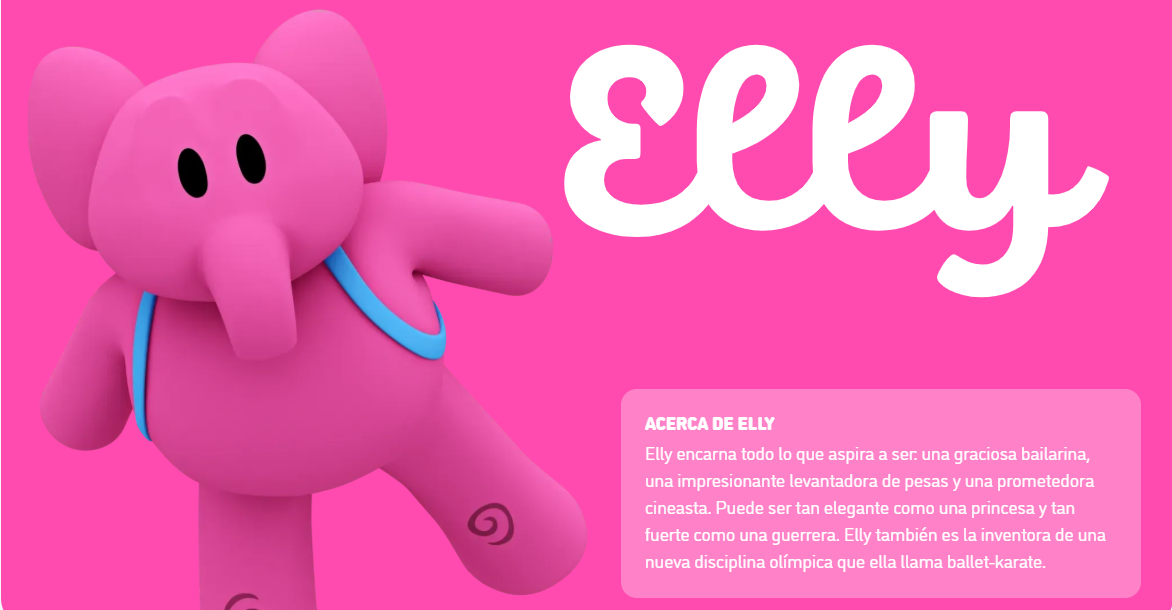 Elly
ACERCA DE ELLY
Elly encarna todo lo que aspira a ser: una graciosa bailarina,
una impresionante levantadora de pesas y una prometedora
cineasta. Puede ser tan elegante como una princesa y tan
fuerte como una guerrera. Elly también es la inventora de una
nueva disciplina olímpica que ella llama ballet-karate.